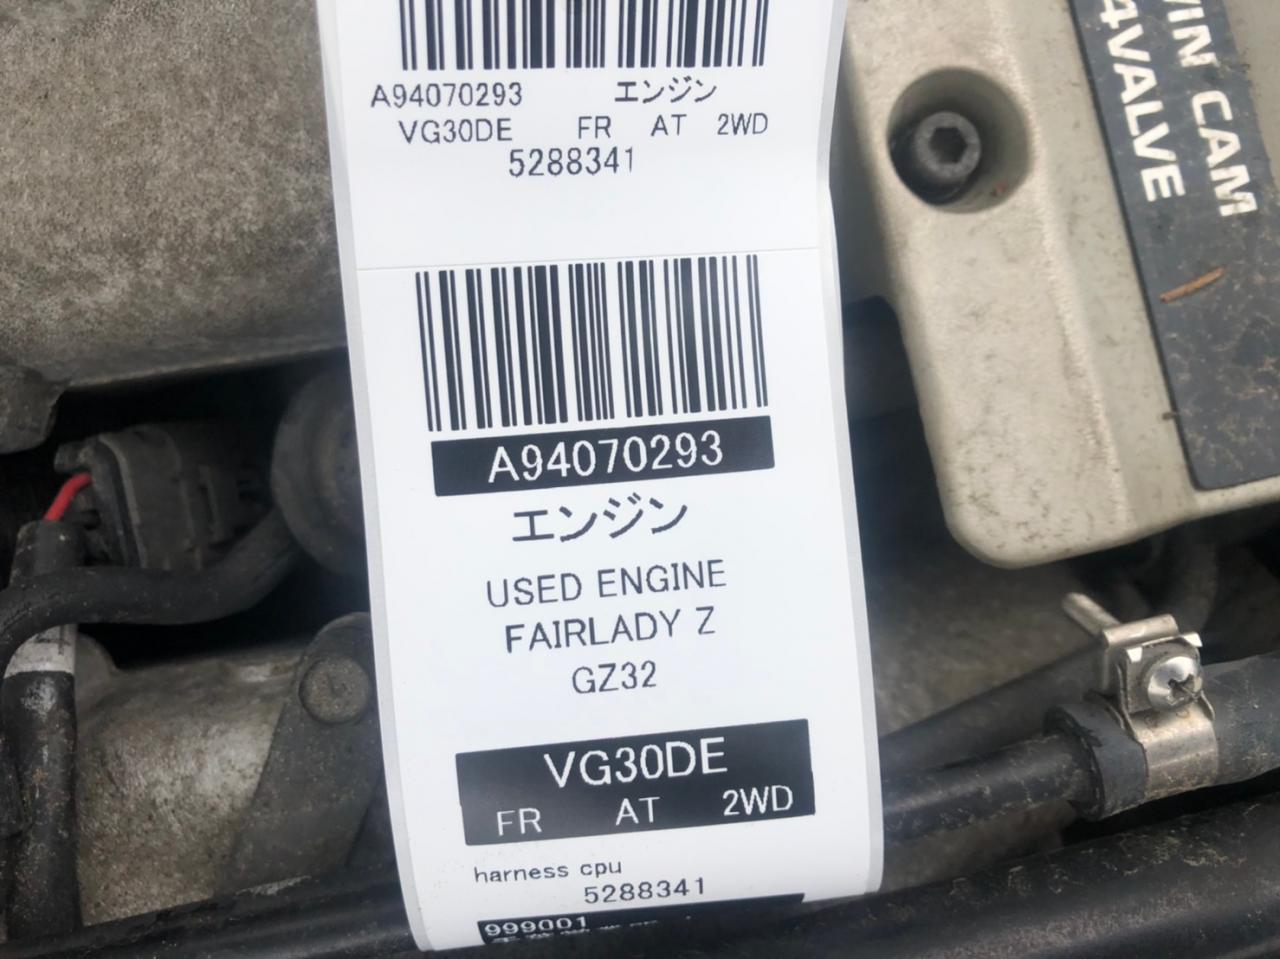 A94070293 エンジン
VG30DE FR AT 2WD
5288341
A94070293
エンジン
USED ENGINE
FAIRLADY Z
GZ32
VG30DE
FR AT 2WD
harness cpu
5288341
999001
CAM
4VALVE